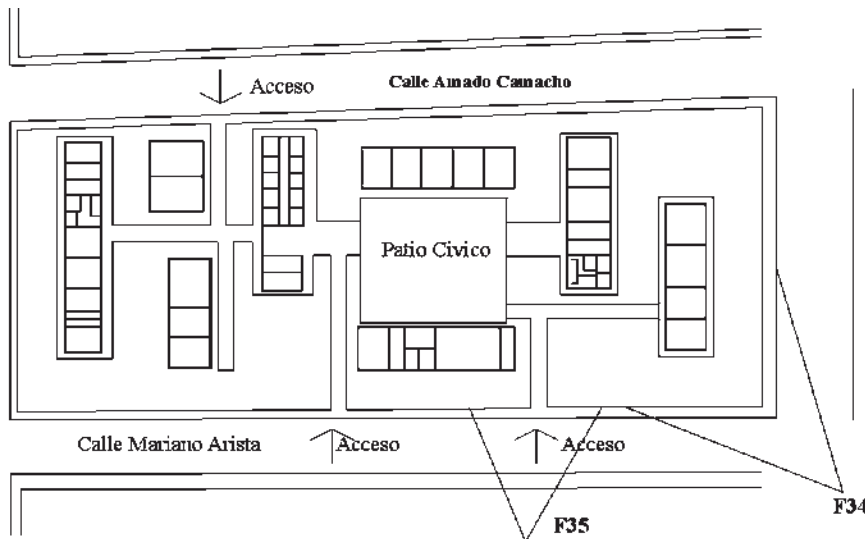 Acceso
Calle Amado Camacho
Patio Civico
Calle Mariano Arista
Acceso
Acceso
F34
F35